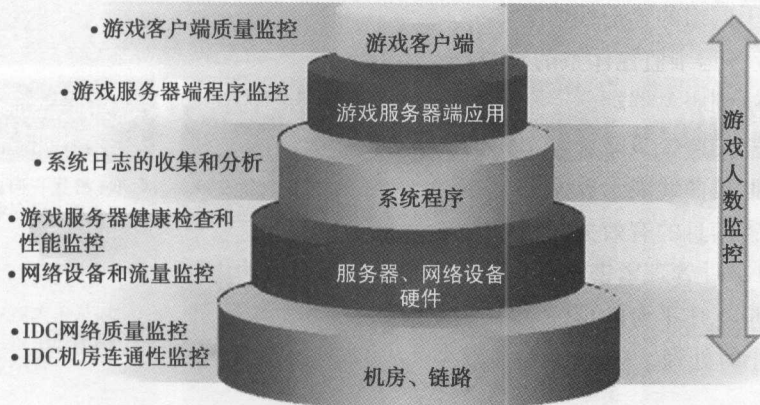 •游戏客户端质量监控
游戏客户端
•游戏服务器端程序监控
游戏服务器端应用
•系统日志的收集和分析
系统程序
•游戏服务器健康检查和
性能监控
•网络设备和流量监控
服务器、网络设备
硬件
•IDC网络质量监控
•IDC机房连通性监控
机房、链路
游戏人数监控